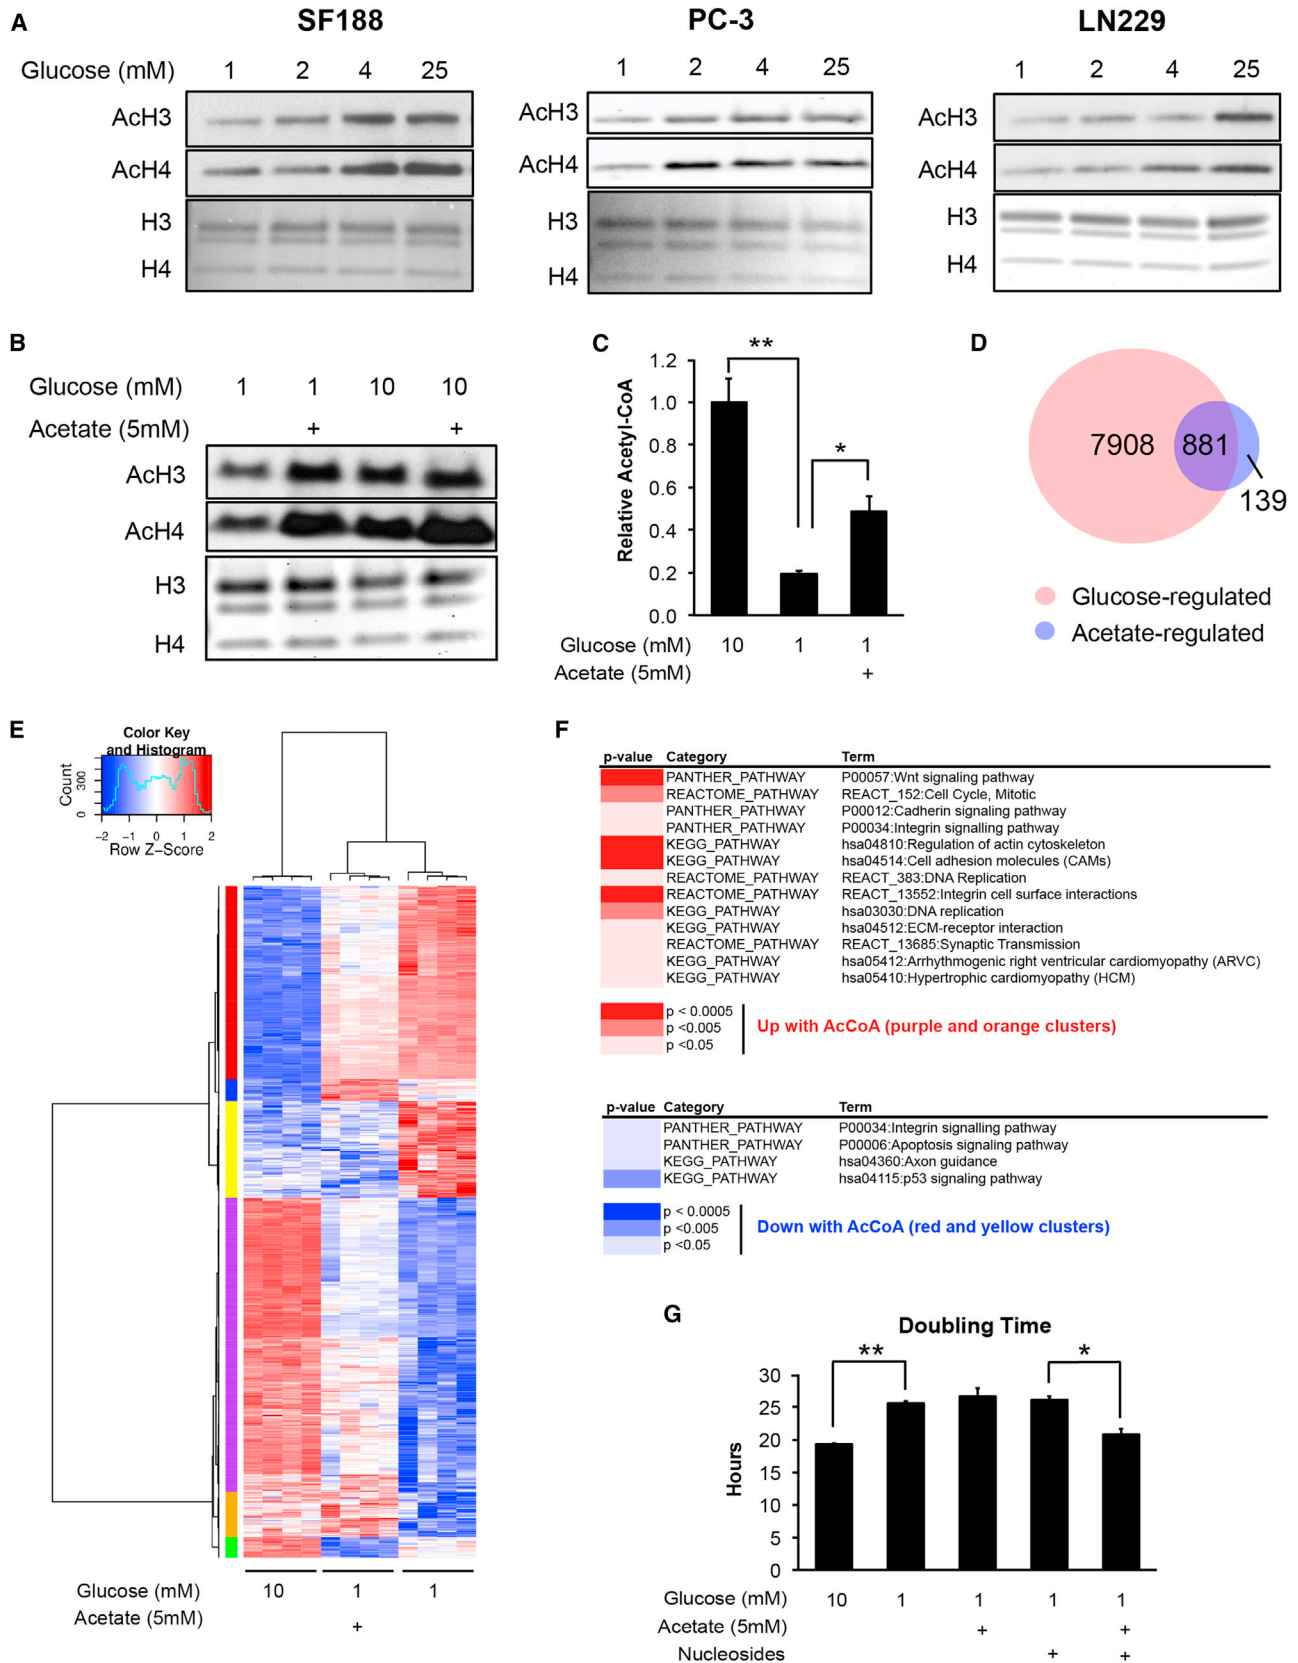 A
SF188
PC-3
LN229
Glucose (mM) 1 2 4 25
1 2 4 25
1 2 4 25
AcH3
AcH4
H3
H4
AcH3
AcH4
H3
H4
AcH3
AcH4
H3
H4
B
Glucose (mM) 1 1 10 10
Acetate (5mM) + +
AcH3
AcH4
H3
H4
C
Relative Acetyl-CoA
1.2
1.0
0.8
0.6
0.4
0.2
0.0
**
*
Glucose (mM) 10 1 1
Acetate (5mM) +
D
7908 881
139
Glucose-regulated
Acetate-regulated
E
Color Key
and Histogram
Count
0 300
-2 -1 0 1 2
Row Z-Score
Glucose (mM) 10 1 1
Acetate (5mM) +
F
p-value Category Term
PANTHER_PATHWAY P00057:Wnt signaling pathway
REACTOME_PATHWAY REACT_152:Cell Cycle, Mitotic
PANTHER_PATHWAY P00012:Cadherin signaling pathway
PANTHER_PATHWAY P00034:Integrin signalling pathway
KEGG_PATHWAY hsa04810:Regulation of actin cytoskeleton
KEGG_PATHWAY hsa04514:Cell adhesion molecules (CAMs)
REACTOME_PATHWAY REACT_383:DNA Replication
REACTOME_PATHWAY REACT_13552:Integrin cell surface interactions
KEGG_PATHWAY hsa03030:DNA replication
KEGG_PATHWAY hsa04512:ECM-receptor interaction
REACTOME_PATHWAY REACT_13685:Synaptic Transmission
KEGG_PATHWAY hsa05412:Arrhythmogenic right ventricular cardiomyopathy (ARVC)
KEGG_PATHWAY hsa05410:Hypertrophic cardiomyopathy (HCM)
p < 0.0005
p <0.005
p <0.05
Up with AcCoA (purple and orange clusters)
p-value Category Term
PANTHER_PATHWAY P00034:Integrin signalling pathway
PANTHER_PATHWAY P00006:Apoptosis signaling pathway
KEGG_PATHWAY hsa04360:Axon guidance
KEGG_PATHWAY hsa04115:p53 signaling pathway
p < 0.0005
p <0.005
p <0.05
Down with AcCoA (red and yellow clusters)
G
Doubling Time
Hours
30
25
20
15
10
5
0
**
*
Glucose (mM) 10 1 1 1 1
Acetate (5mM) + +
Nucleosides + +